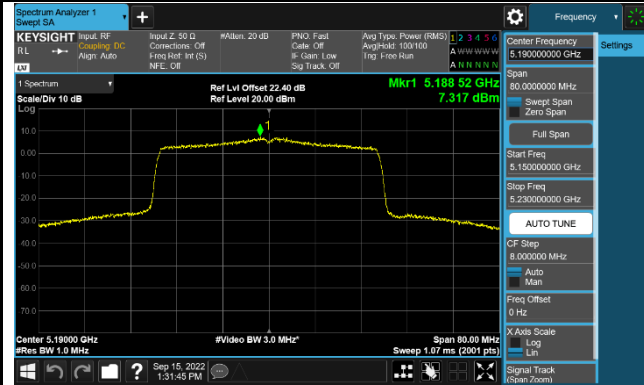 Spectrum Analyzer 1
Swept SA
+
Frequency
KEYSIGHT Input: RF Input Z: 50 Ω #Atten: 20 dB PNO: Fast Avg Type: Power (RMS) 1 2 3 4 5 6
RL Coupling: DC Corrections: Off Gate: Off Avg|Hold: 100/100 A W W W W W
Align: Auto Freq Ref: Int (S) IF Gain: Low Trig: Free Run
NFE: Off Sig Track: Off A N N N N N
LXI
1 Spectrum
Ref Lvl Offset 22.40 dB Mkr1 5.188 52 GHz
Scale/Div 10 dB Ref Level 20.00 dBm 7.317 dBm
Log
1
10.0
0.00
-10.0
-20.0
-30.0
-40.0
-50.0
-60.0
-70.0
Center 5.19000 GHz #Video BW 3.0 MHz* Span 80.00 MHz
#Res BW 1.0 MHz Sweep 1.07 ms (2001 pts)
Sep 15, 2022
1:31:45 PM
?
Center Frequency
5.190000000 GHz
Settings
Span
80.0000000 MHz
Swept Span
Zero Span
Full Span
Start Freq
5.150000000 GHz
Stop Freq
5.230000000 GHz
AUTO TUNE
CF Step
8.000000 MHz
Auto
Man
Freq Offset
0 Hz
X Axis Scale
Log
Lin
Signal Track
(Span Zoom)